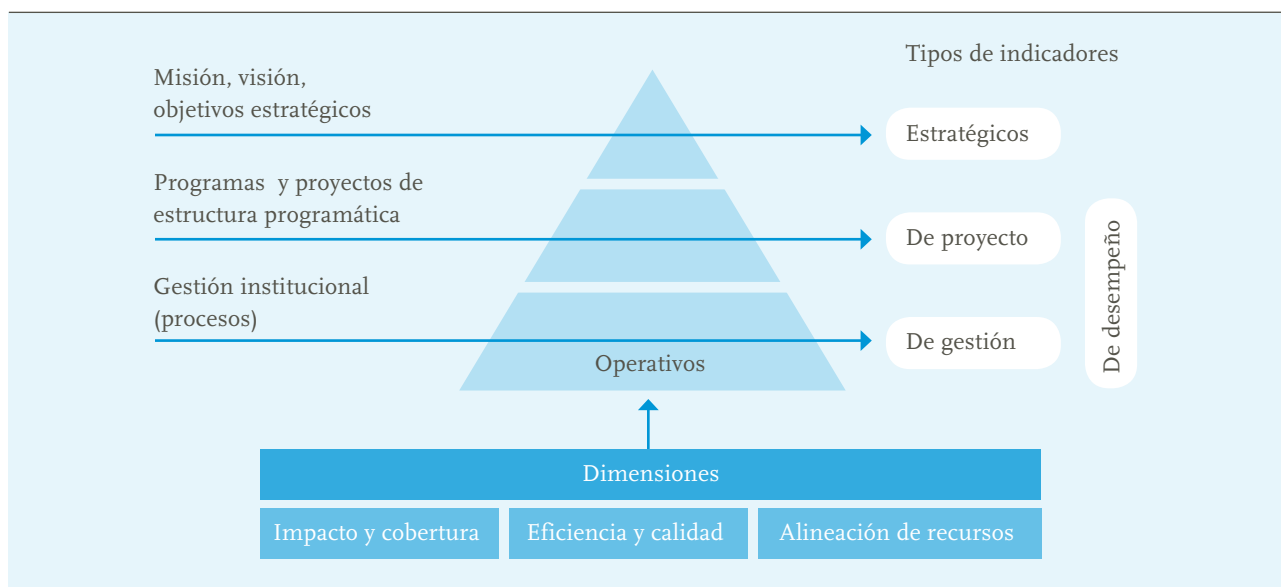 Tipos de indicadores
Misión, visión,
objetivos estratégicos
Estratégicos
Programas y proyectos de
estructura programática
De proyecto
Gestión institucional
(procesos)
De gestión
De desempeño
Operativos
Dimensiones
Impacto y cobertura
Eficiencia y calidad
Alineación de recursos